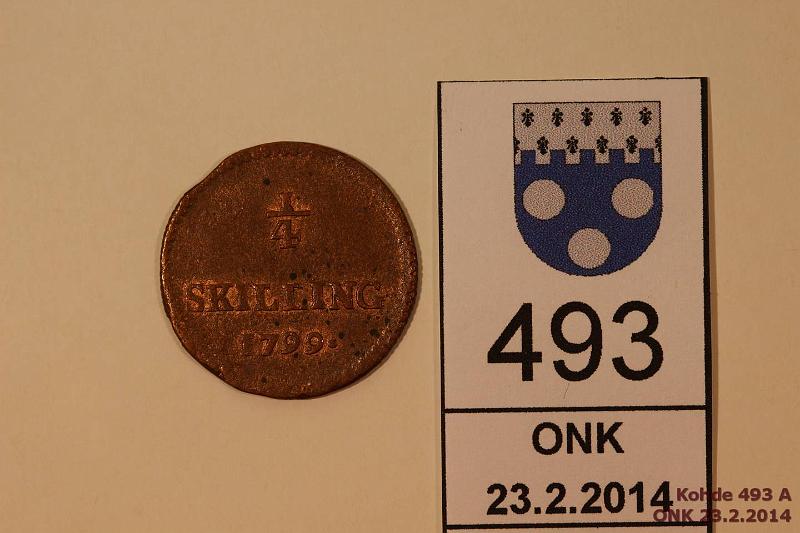 1/4
SKILLING
1799.
493
ONK
23.2.2014
Kohde 493 A
ONK 23.2.2014